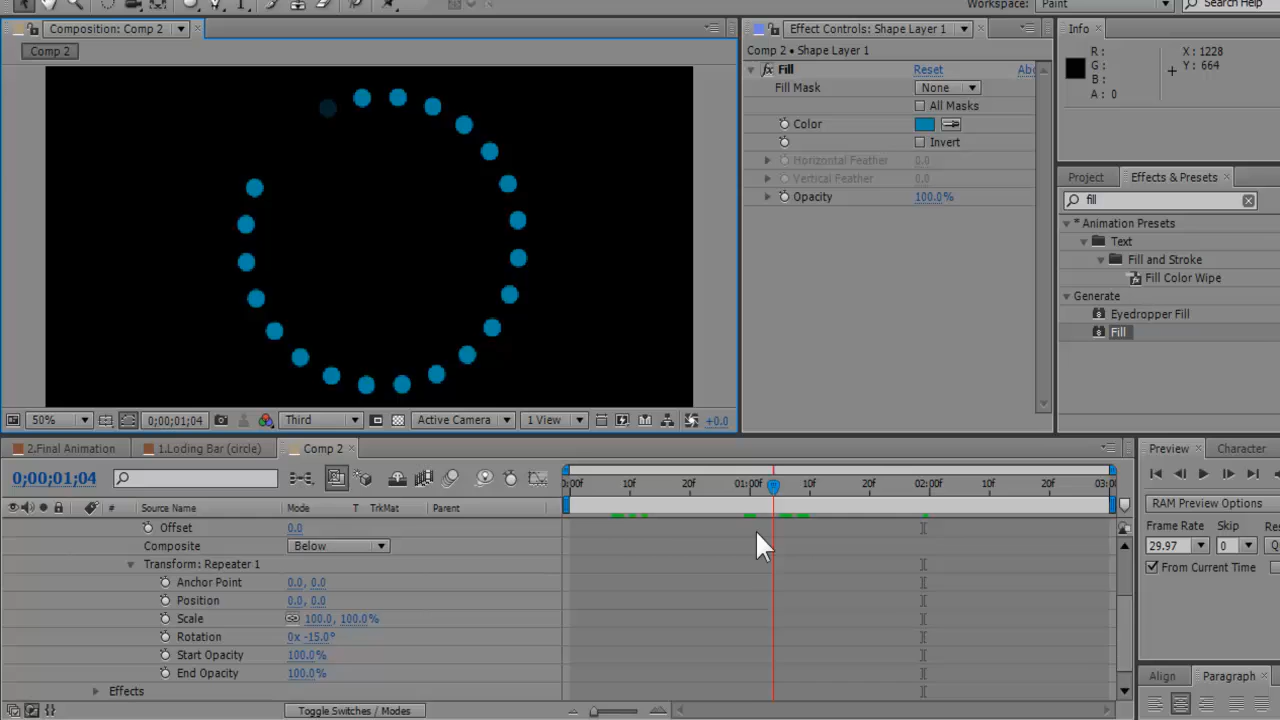 Workspace: Paint
Search Help
Composition: Comp 2
Effect Controls: Shape Layer 1
Info
Comp 2
Comp 2 • Shape Layer 1
R :
G :
B :
A : 0
X : 1228
Y : 664
Fill
Reset
Abo
Fill Mask
None
All Masks
Color
Invert
Horizontal Feather
0.0
Vertical Feather
0.0
Opacity
100.0%
Project
Effects & Presets
fill
* Animation Presets
Text
Fill and Stroke
Fill Color Wipe
Generate
Eyedropper Fill
Fill
50%
0;00;01;04
Third
Active Camera
1 View
+0.0
2.Final Animation
1.Loding Bar (circle)
Comp 2
Preview
Character
0;00;01;04
0:00f
10f
20f
01:00f
10f
20f
02:00f
10f
20f
03:0
#
Source Name
Mode
T
TrkMat
Parent
RAM Preview Options
Frame Rate
Skip
Re
29.97
0
Q
From Current Time
Offset
0.0
Composite
Below
Transform: Repeater 1
Anchor Point
0.0, 0.0
Position
0.0, 0.0
Scale
100.0, 100.0%
Rotation
0x -15.0°
Start Opacity
100.0%
End Opacity
100.0%
Effects
Toggle Switches / Modes
Align
Paragraph